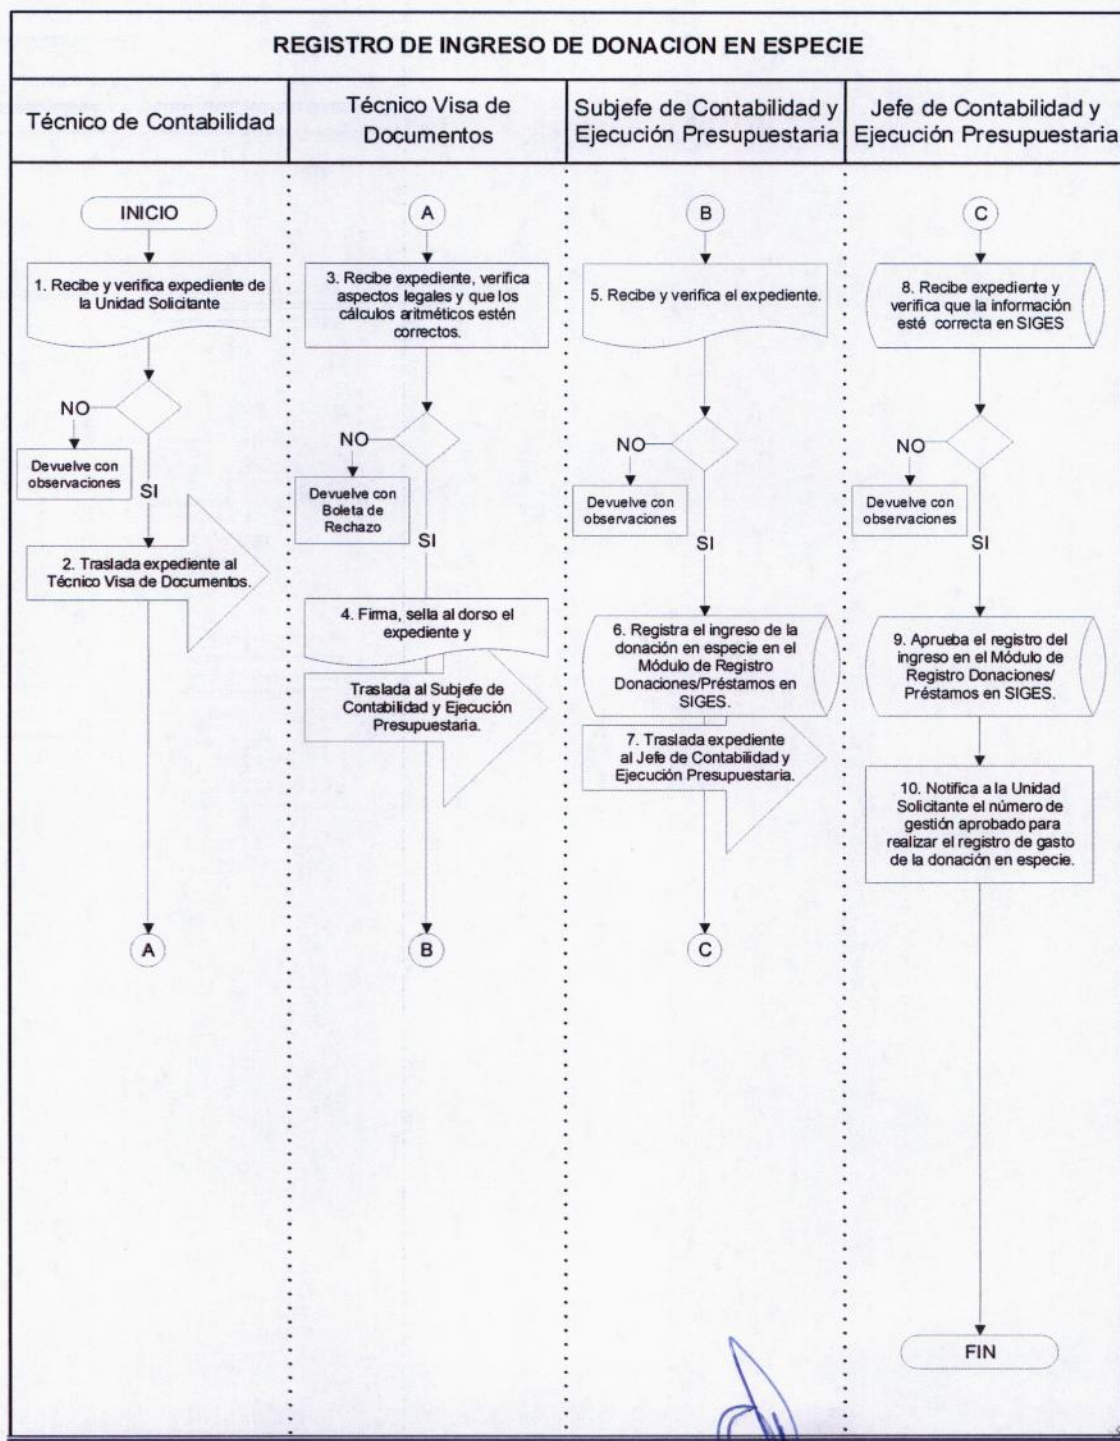 REGISTRO DE INGRESO DE DONACION EN ESPECIE
Técnico de Contabilidad
Técnico Visa de
Documentos
Subjefe de Contabilidad y
Ejecución Presupuestaria
Jefe de Contabilidad y
Ejecución Presupuestaria
INICIO
1. Recibe y verifica expediente de
la Unidad Solicitante
NO
Devuelve con
observaciones
SI
2. Traslada expediente al
Técnico Visa de Documentos.
A
A
3. Recibe expediente, verifica
aspectos legales y que los
cálculos aritméticos estén
correctos.
NO
Devuelve con
Boleta de
Rechazo
SI
4. Firma, sella al dorso el
expediente y
Traslada al Subjefe de
Contabilidad y Ejecución
Presupuestaria.
B
B
5. Recibe y verifica el expediente.
NO
Devuelve con
observaciones
SI
6. Registra el ingreso de la
donación en especie en el
Módulo de Registro
Donaciones/Préstamos en
SIGES.
7. Traslada expediente
al Jefe de Contabilidad y
Ejecución Presupuestaria.
C
C
8. Recibe expediente y
verifica que la información
esté correcta en SIGES
NO
Devuelve con
observaciones
SI
9. Aprueba el registro del
ingreso en el Módulo de
Registro Donaciones/
Préstamos en SIGES.
10. Notifica a la Unidad
Solicitante el número de
gestión aprobado para
realizar el registro de gasto
de la donación en especie.
FIN